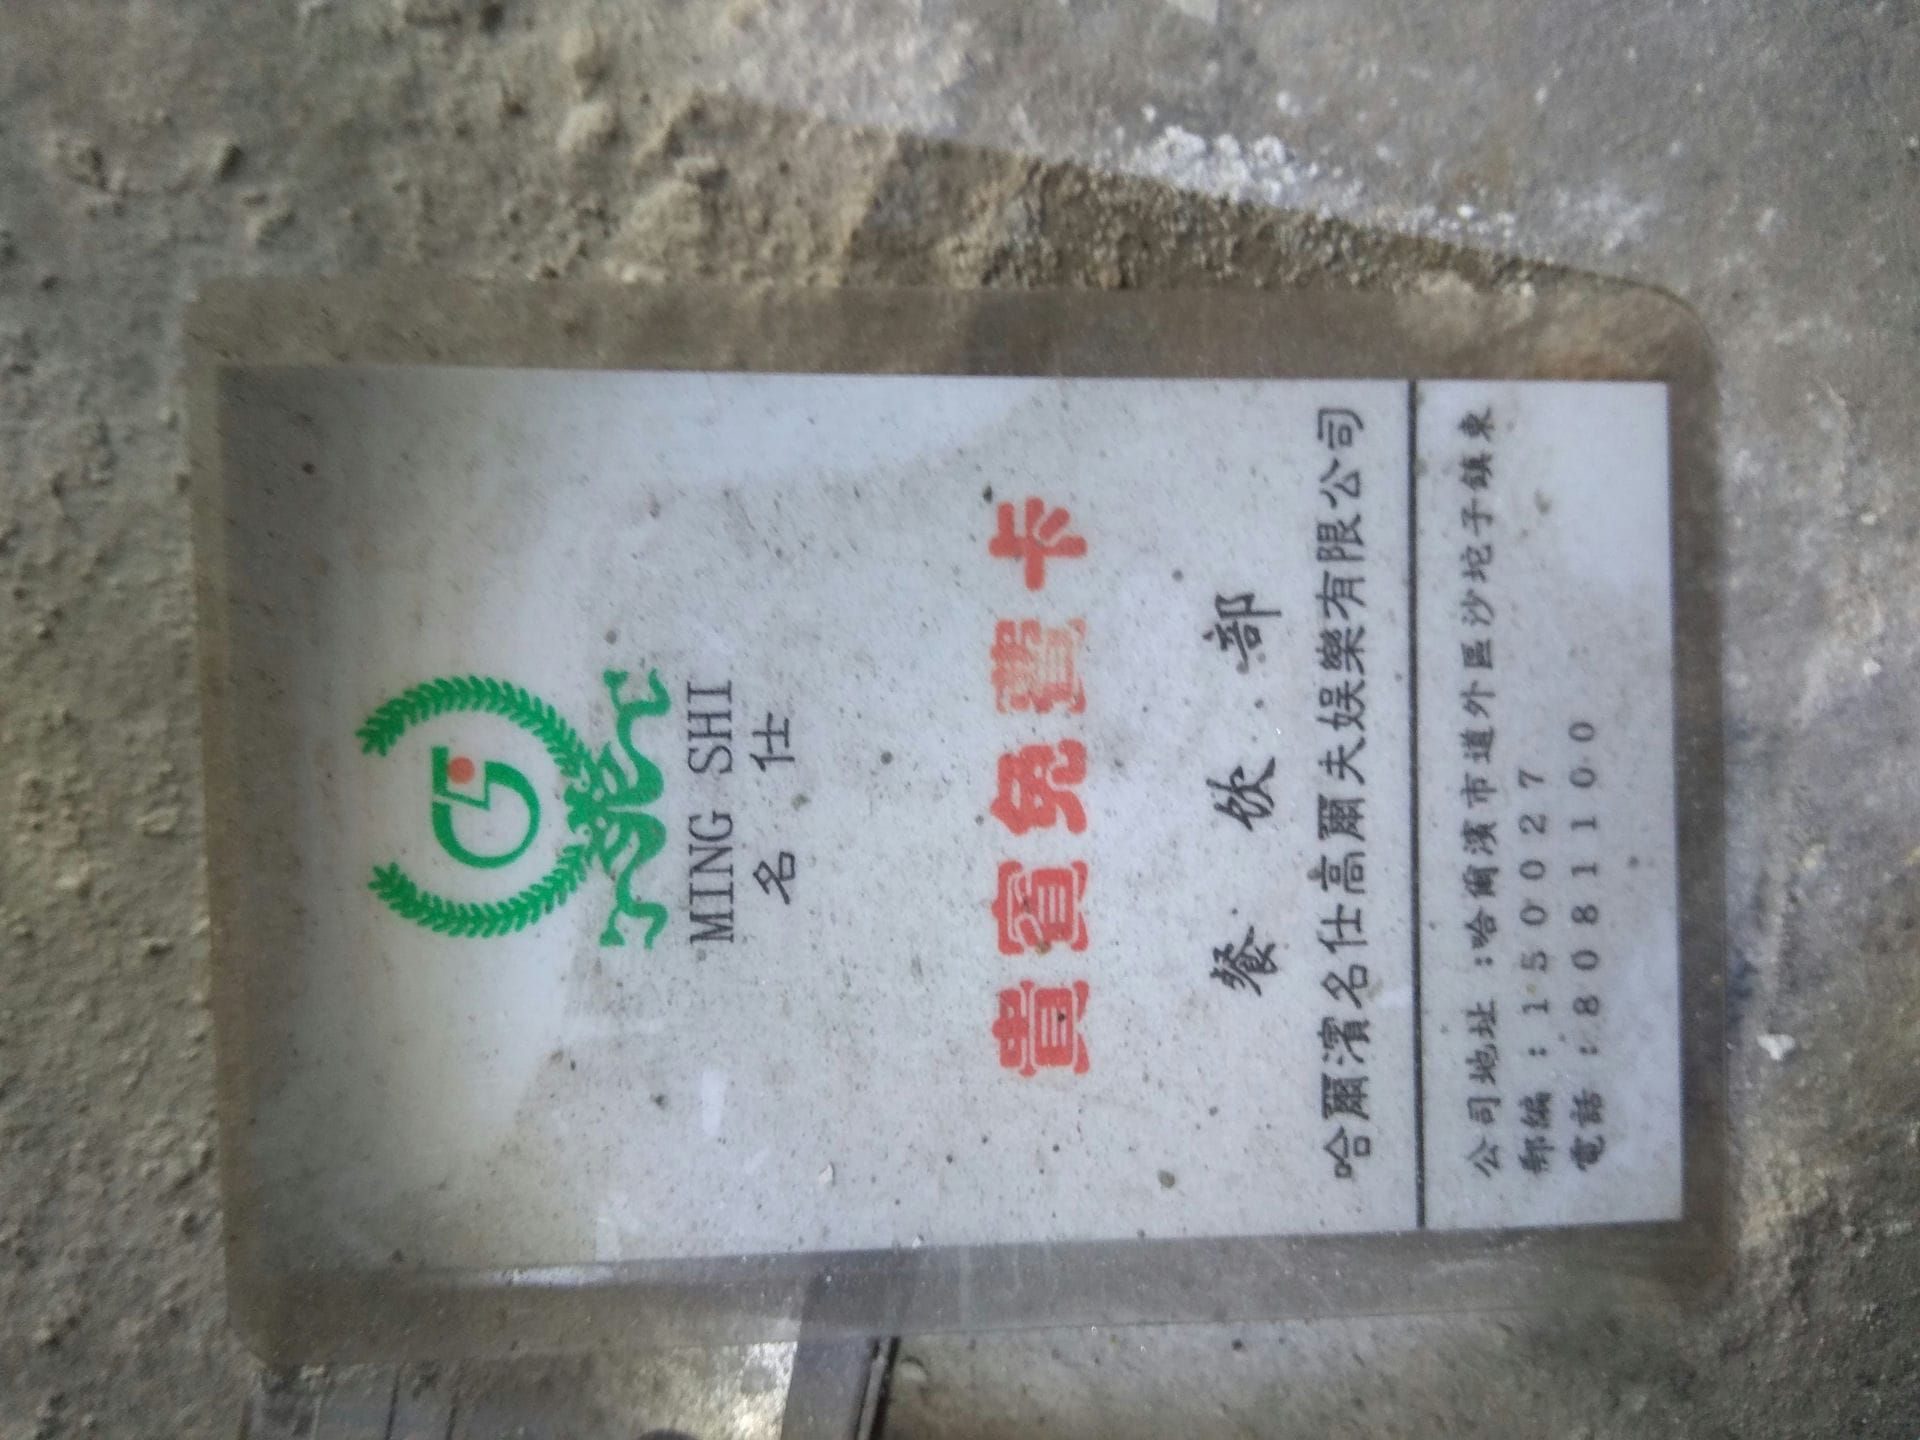 MING SHI
名 仕
貴賓免費卡
餐 饮 部
哈爾濱名仕高爾夫娱樂有限公司
公司地址:哈爾濱市道外區沙坨子鎮東
郵編:150027
電話:8081100